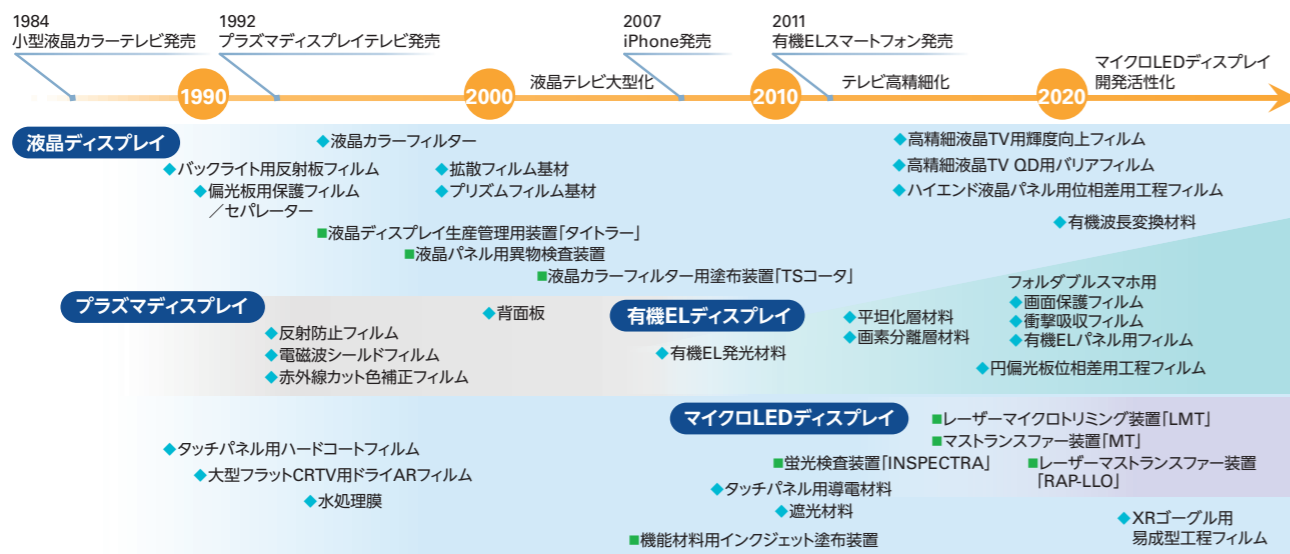 1984
小型液晶カラーテレビ発売
1992
プラズマディスプレイテレビ発売
2007
iPhone発売
2011
有機ELスマートフォン発売
1990
2000
液晶テレビ大型化
2010
テレビ高精細化
2020
マイクロLEDディスプレイ
開発活性化
液晶ディスプレイ
◆液晶カラーフィルター
◆バックライト用反射板フィルム
◆偏光板用保護フィルム
／セパレーター
◆拡散フィルム基材
◆プリズムフィルム基材
■液晶ディスプレイ生産管理用装置「タイトラー」
■液晶パネル用異物検査装置
■液晶カラーフィルター用塗布装置「TSコータ」
◆高精細液晶TV用輝度向上フィルム
◆高精細液晶TV QD用バリアフィルム
◆ハイエンド液晶パネル用位相差用工程フィルム
◆有機波長変換材料
プラズマディスプレイ
◆背面板
◆反射防止フィルム
◆電磁波シールドフィルム
◆赤外線カット色補正フィルム
有機ELディスプレイ
◆有機EL発光材料
◆平坦化層材料
◆画素分離層材料
フォルダブルスマホ用
◆画面保護フィルム
◆衝撃吸収フィルム
◆有機ELパネル用フィルム
◆円偏光板位相差用工程フィルム
マイクロLEDディスプレイ
■レーザーマイクロトリミング装置「LMT」
■マストランスファー装置「MT」
■蛍光検査装置「INSPECTRA」
■レーザーマストランスファー装置
「RAP-LLO」
◆タッチパネル用ハードコートフィルム
◆大型フラットCRTV用ドライARフィルム
◆水処理膜
◆タッチパネル用導電材料
◆遮光材料
■機能材料用インクジェット塗布装置
◆XRゴーグル用
易成型工程フィルム